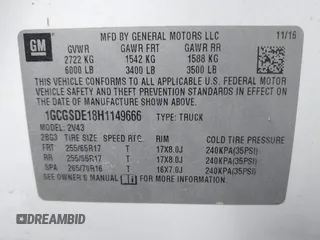 GM
MFD BY GENERAL MOTORS LLC
11/16
GVWR GAWR FRT GAWR RR
2722 KG 1542 KG 1588 KG
6000 LB 3400 LB 3500 LB
THIS VEHICLE CONFORMS TO ALL APPLICABLE U.S. FEDERAL MOTOR VEHICLE SAFETY AND THEFT PREVENTION STANDARDS IN EFFECT ON THE DATE OF MANUFACTURE SHOWN ABOVE.
1GCGSDE18H1149666 TYPE: TRUCK
MODEL: 2V43
2BG3 TIRE SIZE SPEED RTG RIM COLD TIRE PRESSURE
FRT 255/65R17 T 17X8.0J 240KPA(35PSI)
RR 255/65R17 T 17X8.0J 240KPA(35PSI)
SPA 265/70R16 T 16X7.0J 240KPA(35PSI)
SEE OWNER'S MANUAL FOR ADDITIONAL INFORMATION
AUTOBIDCAR